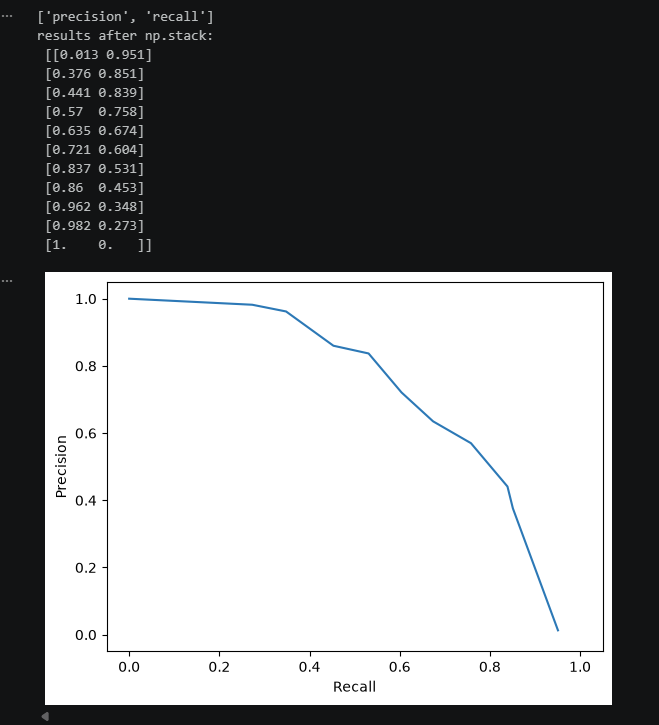 ['precision', 'recall']
results after np.stack:
[[0.013 0.951]
[0.376 0.851]
[0.441 0.839]
[0.57  0.758]
[0.635 0.674]
[0.721 0.604]
[0.837 0.531]
[0.86  0.453]
[0.962 0.348]
[0.982 0.273]
[1.    0.   ]]
1.0
0.8
0.6
0.4
0.2
0.0
Precision
0.0 0.2 0.4 0.6 0.8 1.0
Recall